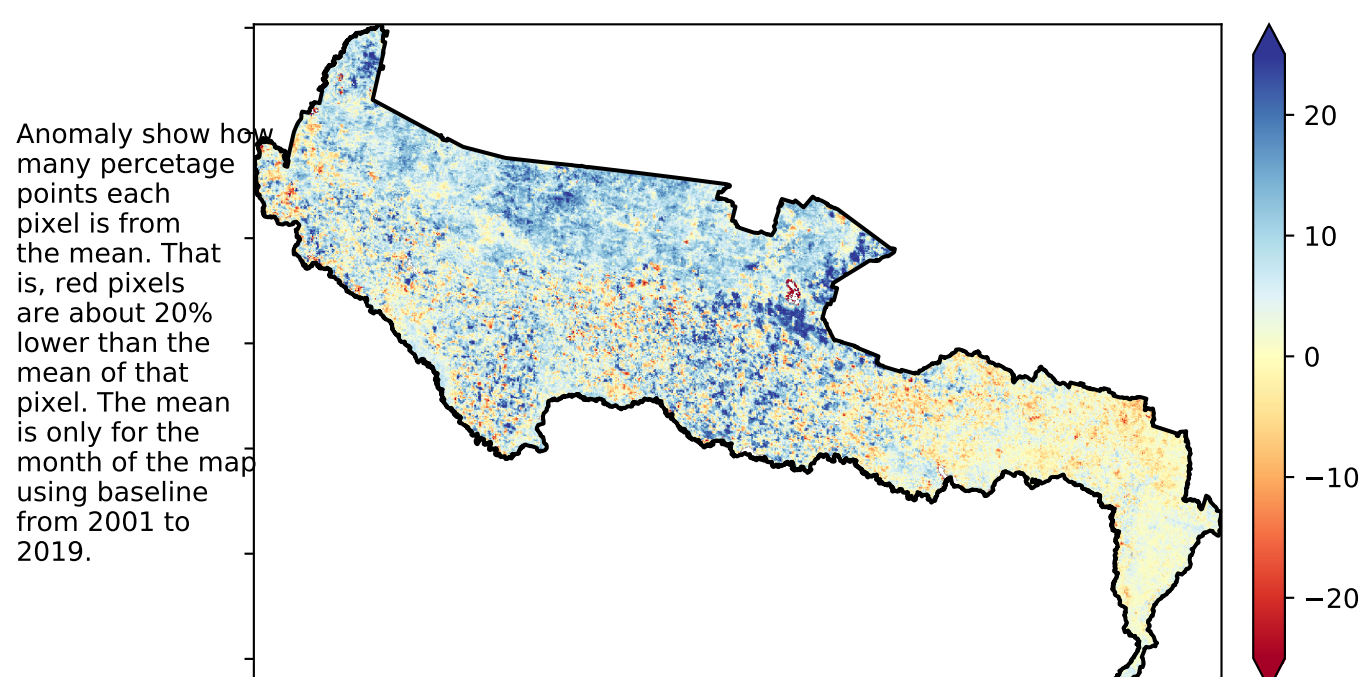 Anomaly show how
many percetage
points each
pixel is from
the mean. That
is, red pixels
are about 20%
lower than the
mean of that
pixel. The mean
is only for the
month of the map
using baseline
from 2001 to
2019.
20
10
0
−10
−20